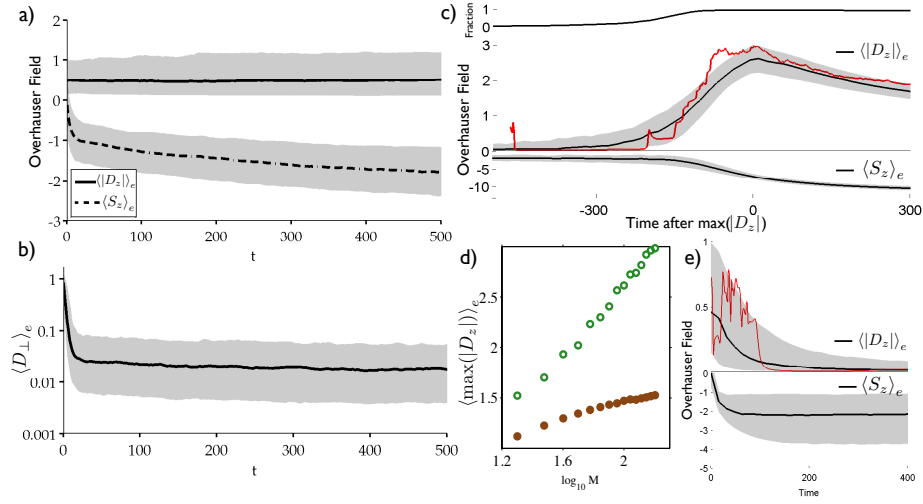 a)
Overhauser Field
2
1
0
-1
-2
-3
⟨|D_z|⟩_e
⟨S_z⟩_e
0 100 200 300 400 500
t
b)
⟨D_⊥⟩_e
1
0.1
0.01
0.001
0 100 200 300 400 500
t
c)
Fraction
1
0
Overhauser Field
3
2
1
0
⟨|D_z|⟩_e
-5
-10
⟨S_z⟩_e
-300 0 300
Time after max(|D_z|)
d)
⟨max(|D_z|)⟩_e
2.5
1.5
1.2 1.6 2 2.4
log₁₀ M
e)
Overhauser Field
1
0.5
0
⟨|D_z|⟩_e
0
-1
-2
-3
-4
-5
⟨S_z⟩_e
0 200 400
Time